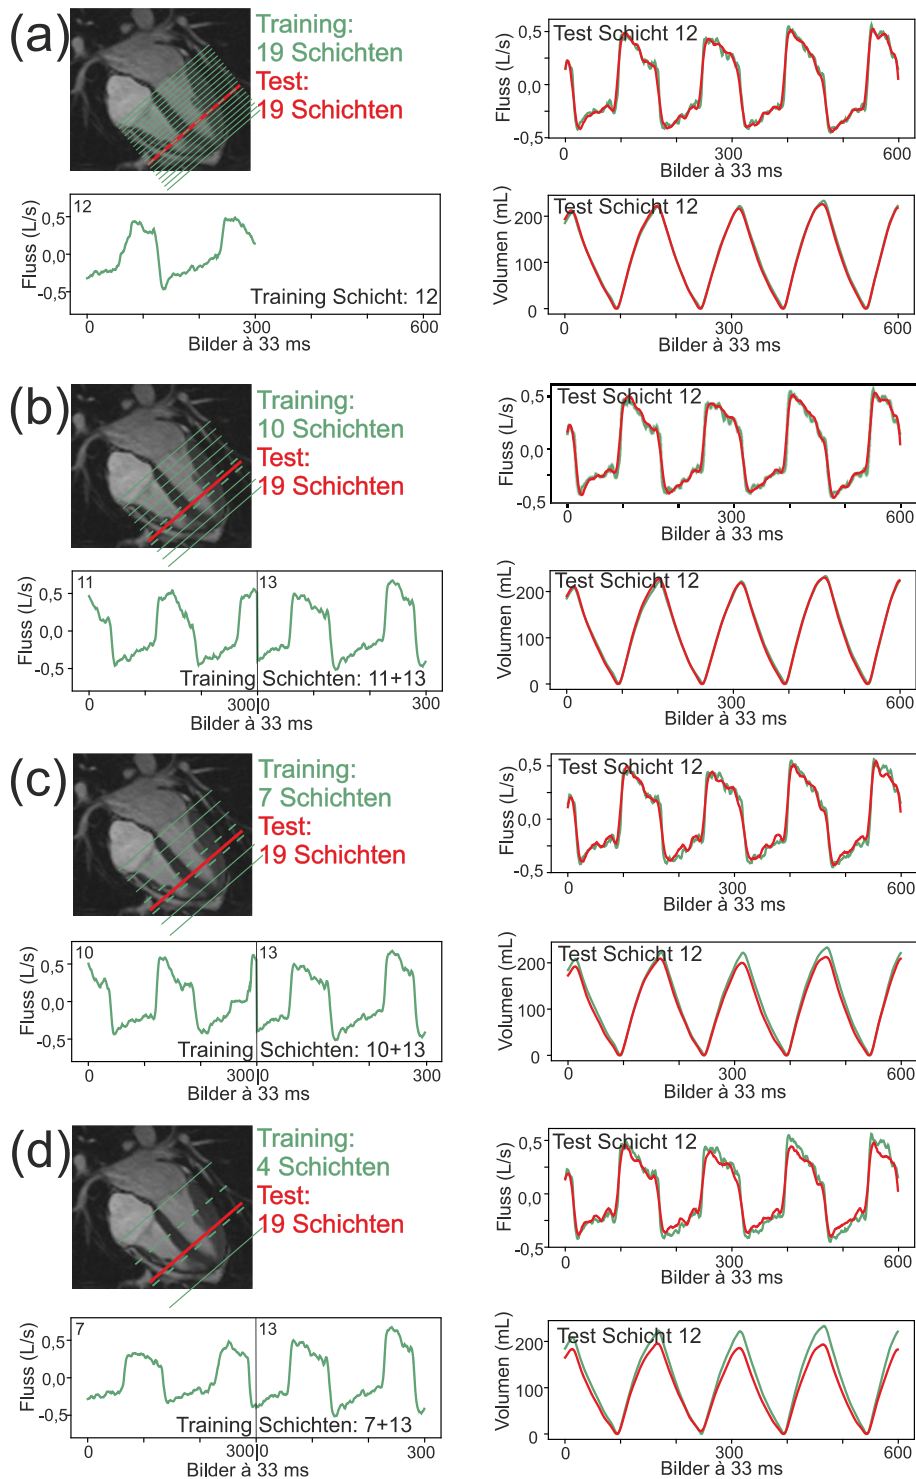 (a)
Training:
19 Schichten
Test:
19 Schichten
Fluss (L/s)
0,5
0,0
-0,5
Test Schicht 12
0
300
600
Bilder à 33 ms
Fluss (L/s)
0,5
0,0
-0,5
12
Training Schicht: 12
0
300
600
Bilder à 33 ms
Volumen (mL)
200
100
0
Test Schicht 12
0
300
600
Bilder à 33 ms
(b)
Training:
10 Schichten
Test:
19 Schichten
Fluss (L/s)
0,5
0,0
-0,5
Test Schicht 12
0
300
600
Bilder à 33 ms
Fluss (L/s)
0,5
0,0
-0,5
11
13
Training Schichten: 11+13
0
300
0
300
Bilder à 33 ms
Volumen (mL)
200
100
0
Test Schicht 12
0
300
600
Bilder à 33 ms
(c)
Training:
7 Schichten
Test:
19 Schichten
Fluss (L/s)
0,5
0,0
-0,5
Test Schicht 12
0
300
600
Bilder à 33 ms
Fluss (L/s)
0,5
0,0
-0,5
10
13
Training Schichten: 10+13
0
300
0
300
Bilder à 33 ms
Volumen (mL)
200
100
0
Test Schicht 12
0
300
600
Bilder à 33 ms
(d)
Training:
4 Schichten
Test:
19 Schichten
Fluss (L/s)
0,5
0,0
-0,5
Test Schicht 12
0
300
600
Bilder à 33 ms
Fluss (L/s)
0,5
0,0
-0,5
7
13
Training Schichten: 7+13
0
300
0
300
Bilder à 33 ms
Volumen (mL)
200
100
0
Test Schicht 12
0
300
600
Bilder à 33 ms